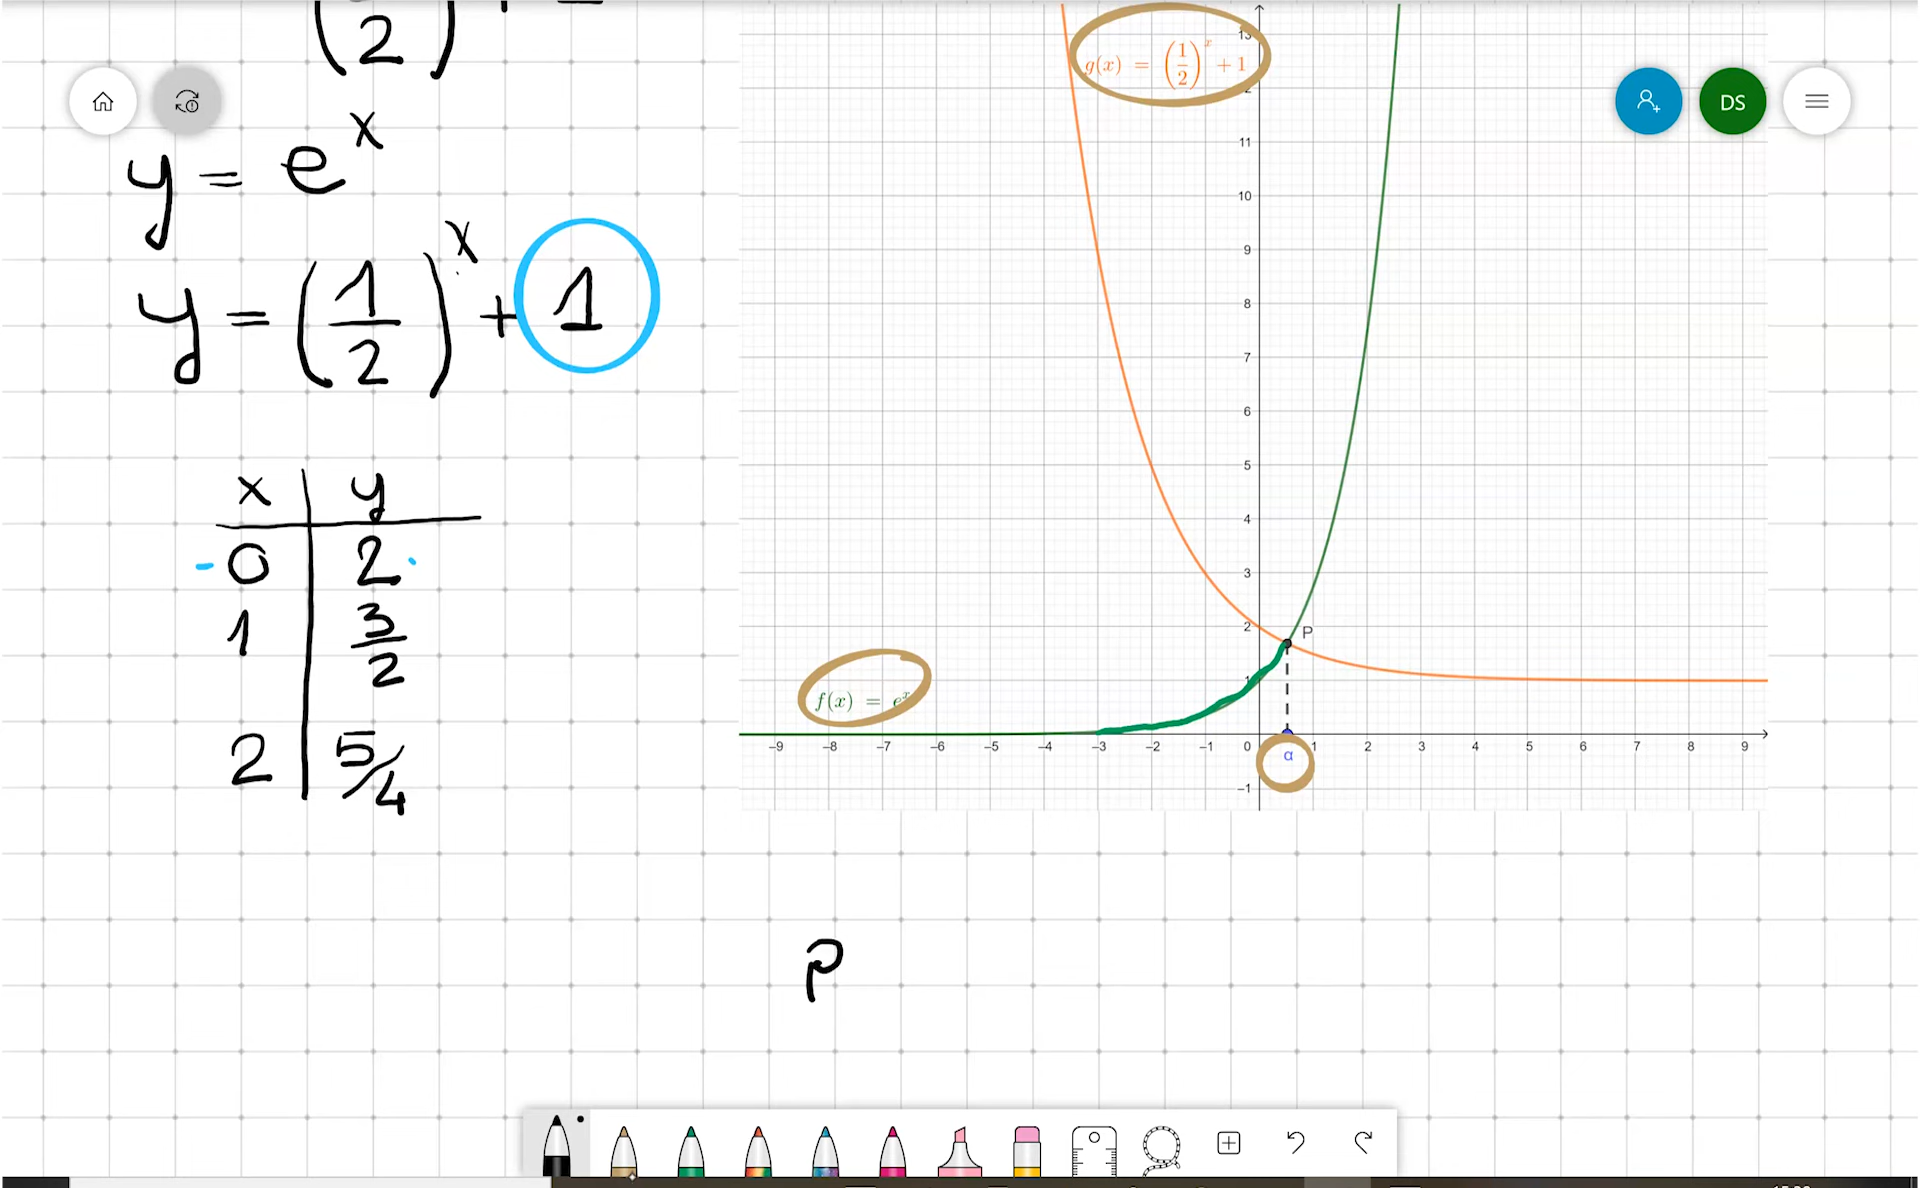 (2) +
y = e^x
y = (1/2)^x + 1
x | y
0 | 2
1 | 3/2
2 | 5/4
DS
g(x) = (1/2)^x + 1
13
11
10
9
8
7
6
5
4
3
2
P
f(x) = e^x
−9 −8 −7 −6 −5 −4 −3 −2 −1 0 1 2 3 4 5 6 7 8 9
α
−1
P